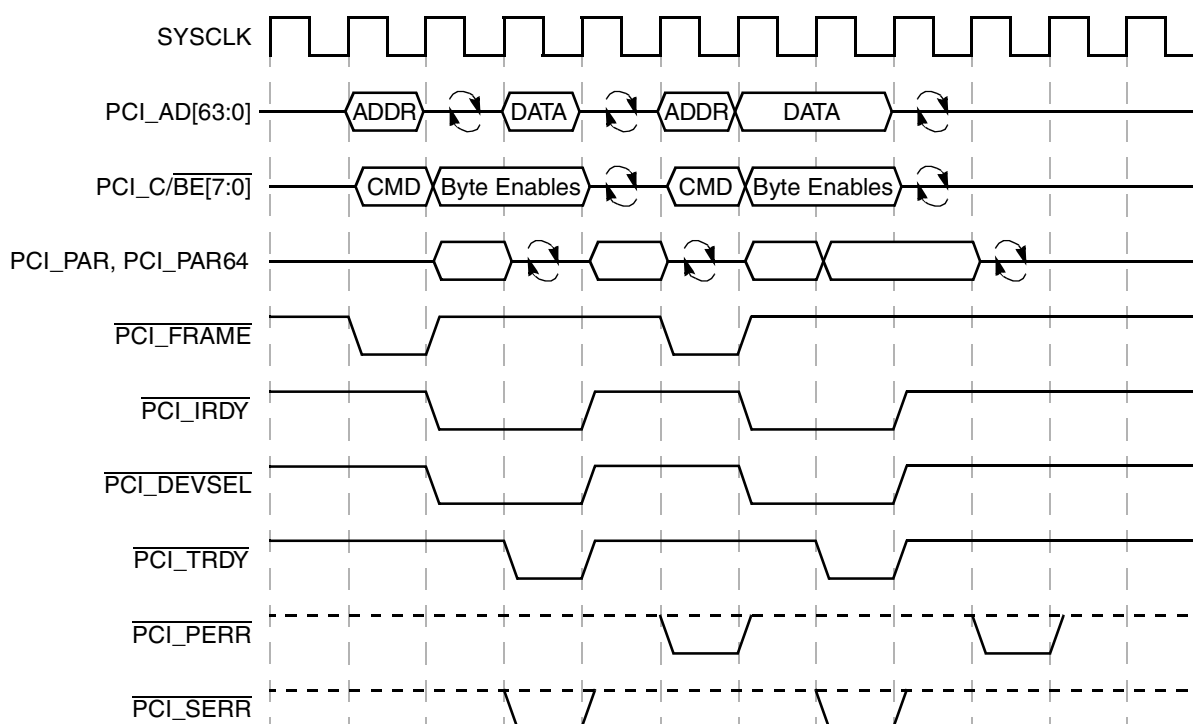 SYSCLK
PCI_AD[63:0]
ADDR
DATA
ADDR
DATA
PCI_C/BE[7:0]
CMD
Byte Enables
CMD
Byte Enables
PCI_PAR, PCI_PAR64
PCI_FRAME
PCI_IRDY
PCI_DEVSEL
PCI_TRDY
PCI_PERR
PCI_SERR